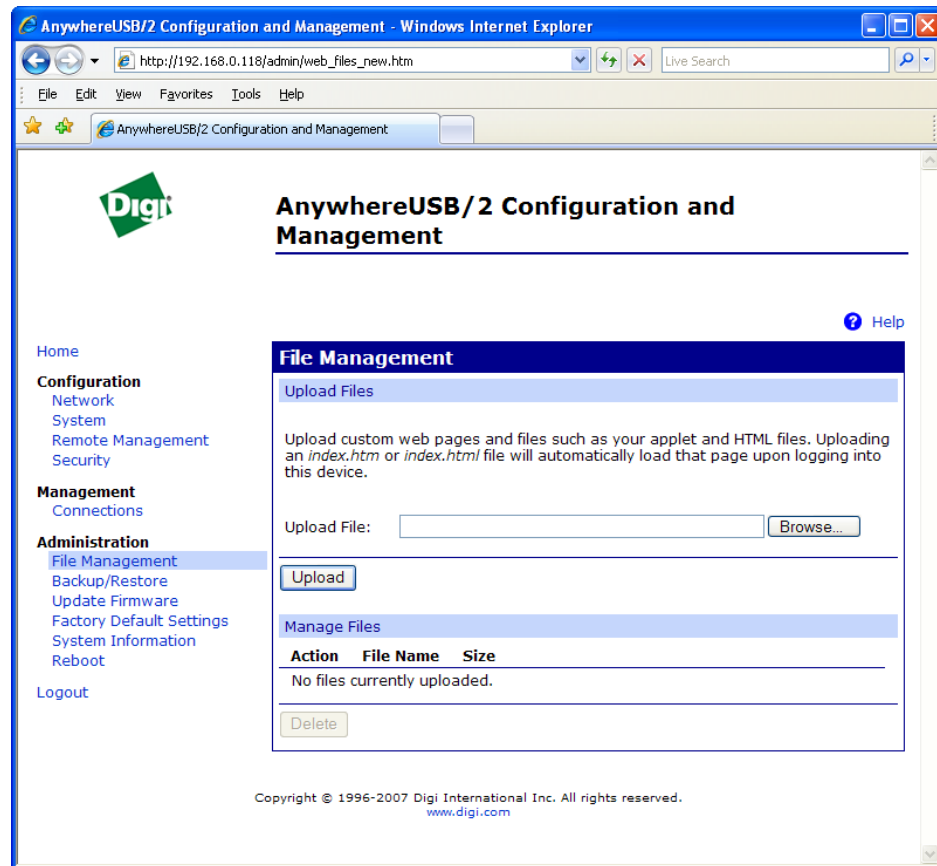 AnywhereUSB/2 Configuration and Management - Windows Internet Explorer
http://192.168.0.118/admin/web_files_new.htm
Live Search
File Edit View Favorites Tools Help
AnywhereUSB/2 Configuration and Management
Digi
AnywhereUSB/2 Configuration and
Management
? Help
Home
Configuration
Network
System
Remote Management
Security
Management
Connections
Administration
File Management
Backup/Restore
Update Firmware
Factory Default Settings
System Information
Reboot
Logout
File Management
Upload Files
Upload custom web pages and files such as your applet and HTML files. Uploading
an index.htm or index.html file will automatically load that page upon logging into
this device.
Upload File: Browse...
Upload
Manage Files
Action File Name Size
No files currently uploaded.
Delete
Copyright © 1996-2007 Digi International Inc. All rights reserved.
www.digi.com